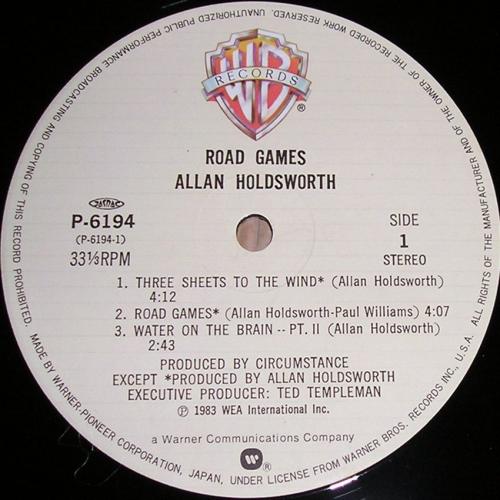 WB
RECORDS
®
ROAD GAMES
ALLAN HOLDSWORTH
P-6194
(P-6194-1)
33⅓RPM
SIDE
1
STEREO
1. THREE SHEETS TO THE WIND* (Allan Holdsworth)
4:12
2. ROAD GAMES* (Allan Holdsworth-Paul Williams) 4:07
3. WATER ON THE BRAIN -- PT. II (Allan Holdsworth)
2:43
PRODUCED BY CIRCUMSTANCE
EXCEPT *PRODUCED BY ALLAN HOLDSWORTH
EXECUTIVE PRODUCER: TED TEMPLEMAN
℗ 1983 WEA International Inc.
a Warner Communications Company
®
MADE BY WARNER-PIONEER CORPORATION, JAPAN, UNDER LICENSE FROM WARNER BROS. RECORDS INC., U.S.A. ALL RIGHTS OF THE MANUFACTURER AND OF THE OWNER OF THE RECORDED WORK RESERVED. UNAUTHORIZED PUBLIC PERFORMANCE BROADCASTING AND COPYING OF THIS RECORD PROHIBITED.